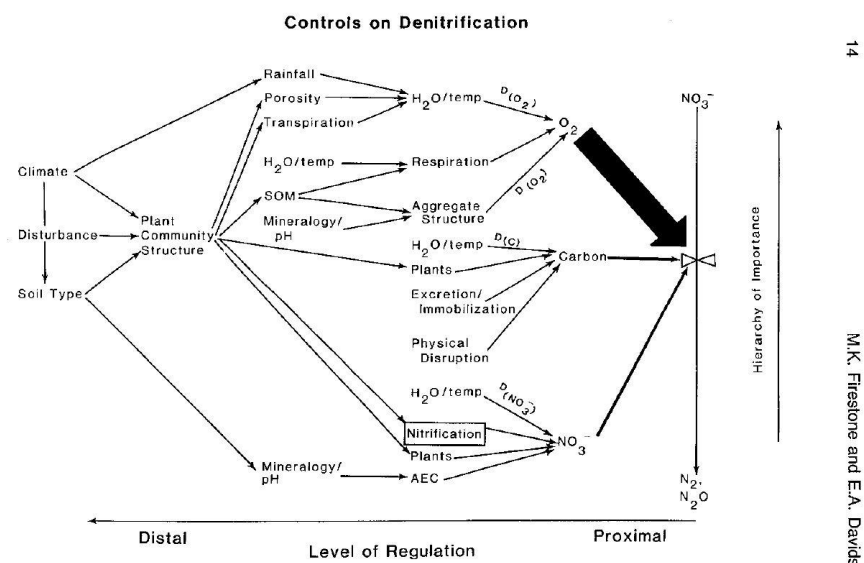 Controls on Denitrification
14
Rainfall
Porosity
Transpiration
H2O/temp
D(O2)
O2
NO3−
H2O/temp
Respiration
Climate
SOM
Mineralogy/
pH
Aggregate
Structure
D(O2)
Disturbance
Plant
Community
Structure
H2O/temp
D(C)
Plants
Carbon
Soil Type
Excretion/
Immobilization
Physical
Disruption
H2O/temp
D(NO3−)
Nitrification
NO3−
Plants
Mineralogy/
pH
AEC
N2,
N2O
Hierarchy of Importance
M.K. Firestone and E.A. Davids
Distal
Level of Regulation
Proximal